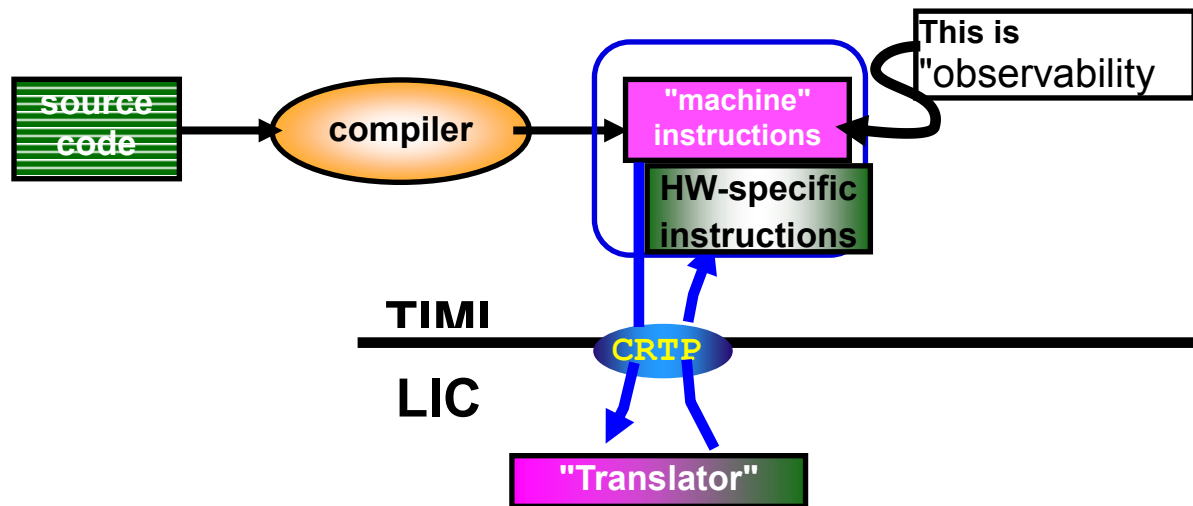 source
code
compiler
"machine"
instructions
This is
"observability
HW-specific
instructions
TIMI
CRTP
LIC
"Translator"